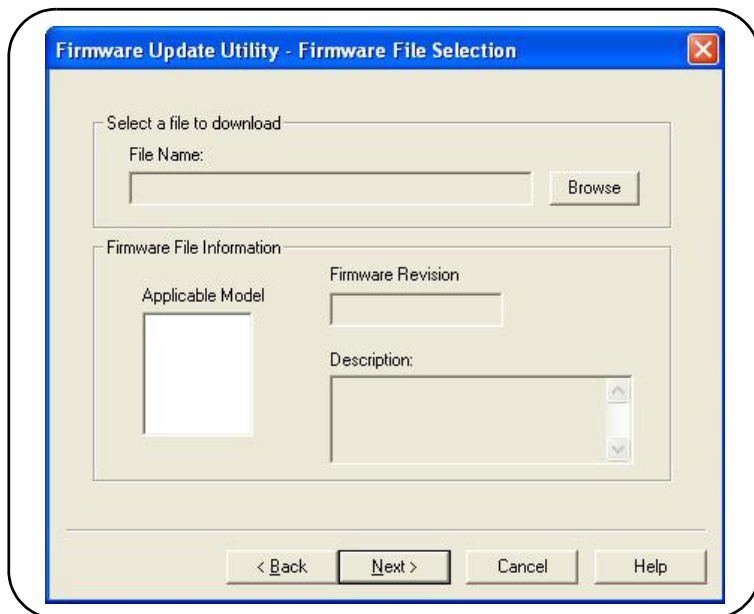 Firmware Update Utility - Firmware File Selection
Select a file to download
File Name:
Browse
Firmware File Information
Applicable Model
Firmware Revision
Description:
< Back
Next >
Cancel
Help